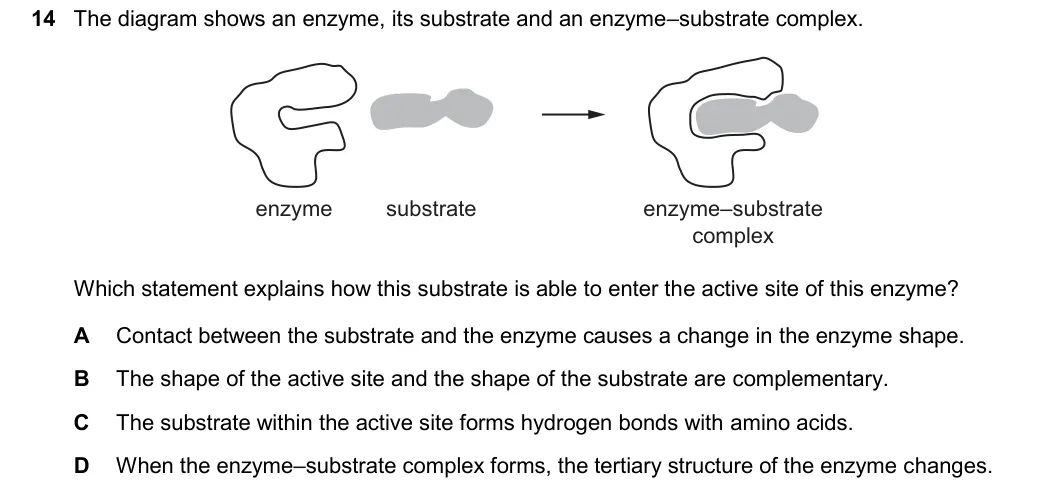 14 The diagram shows an enzyme, its substrate and an enzyme–substrate complex.
enzyme substrate enzyme–substrate
complex
Which statement explains how this substrate is able to enter the active site of this enzyme?
A Contact between the substrate and the enzyme causes a change in the enzyme shape.
B The shape of the active site and the shape of the substrate are complementary.
C The substrate within the active site forms hydrogen bonds with amino acids.
D When the enzyme–substrate complex forms, the tertiary structure of the enzyme changes.